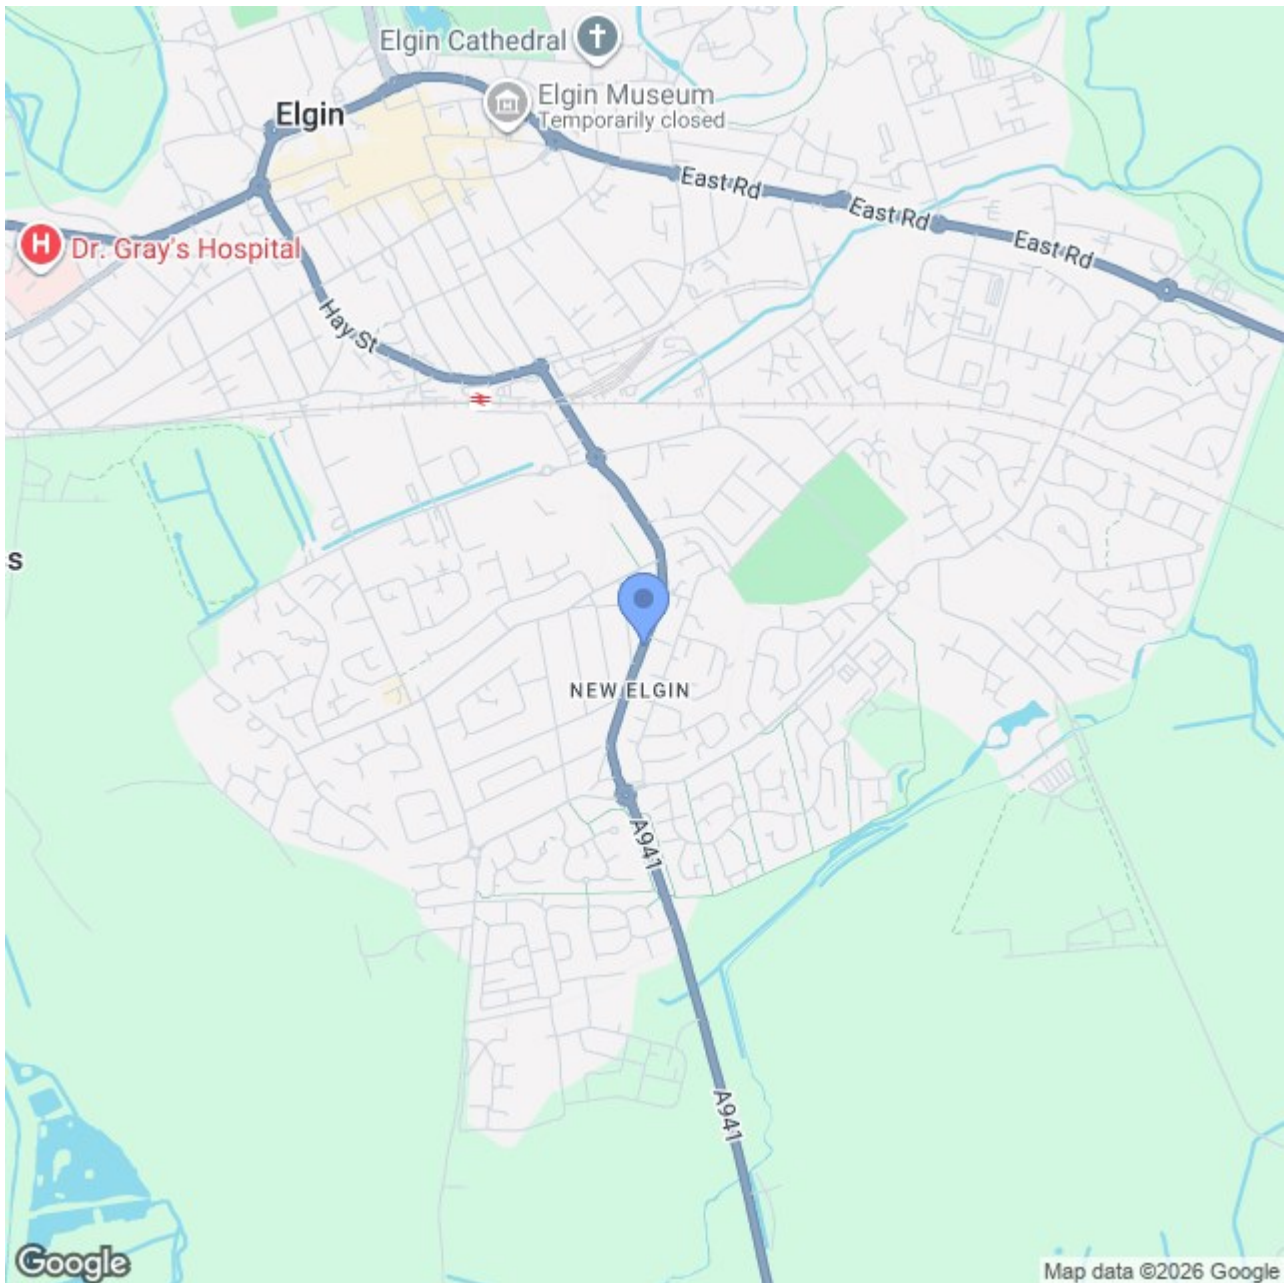 Elgin Cathedral
Elgin Museum
Temporarily closed
Elgin
East Rd
East Rd
East Rd
H
Dr. Gray's Hospital
Hay St
s
NEW ELGIN
A941
A941
Google
Map data ©2026 Google